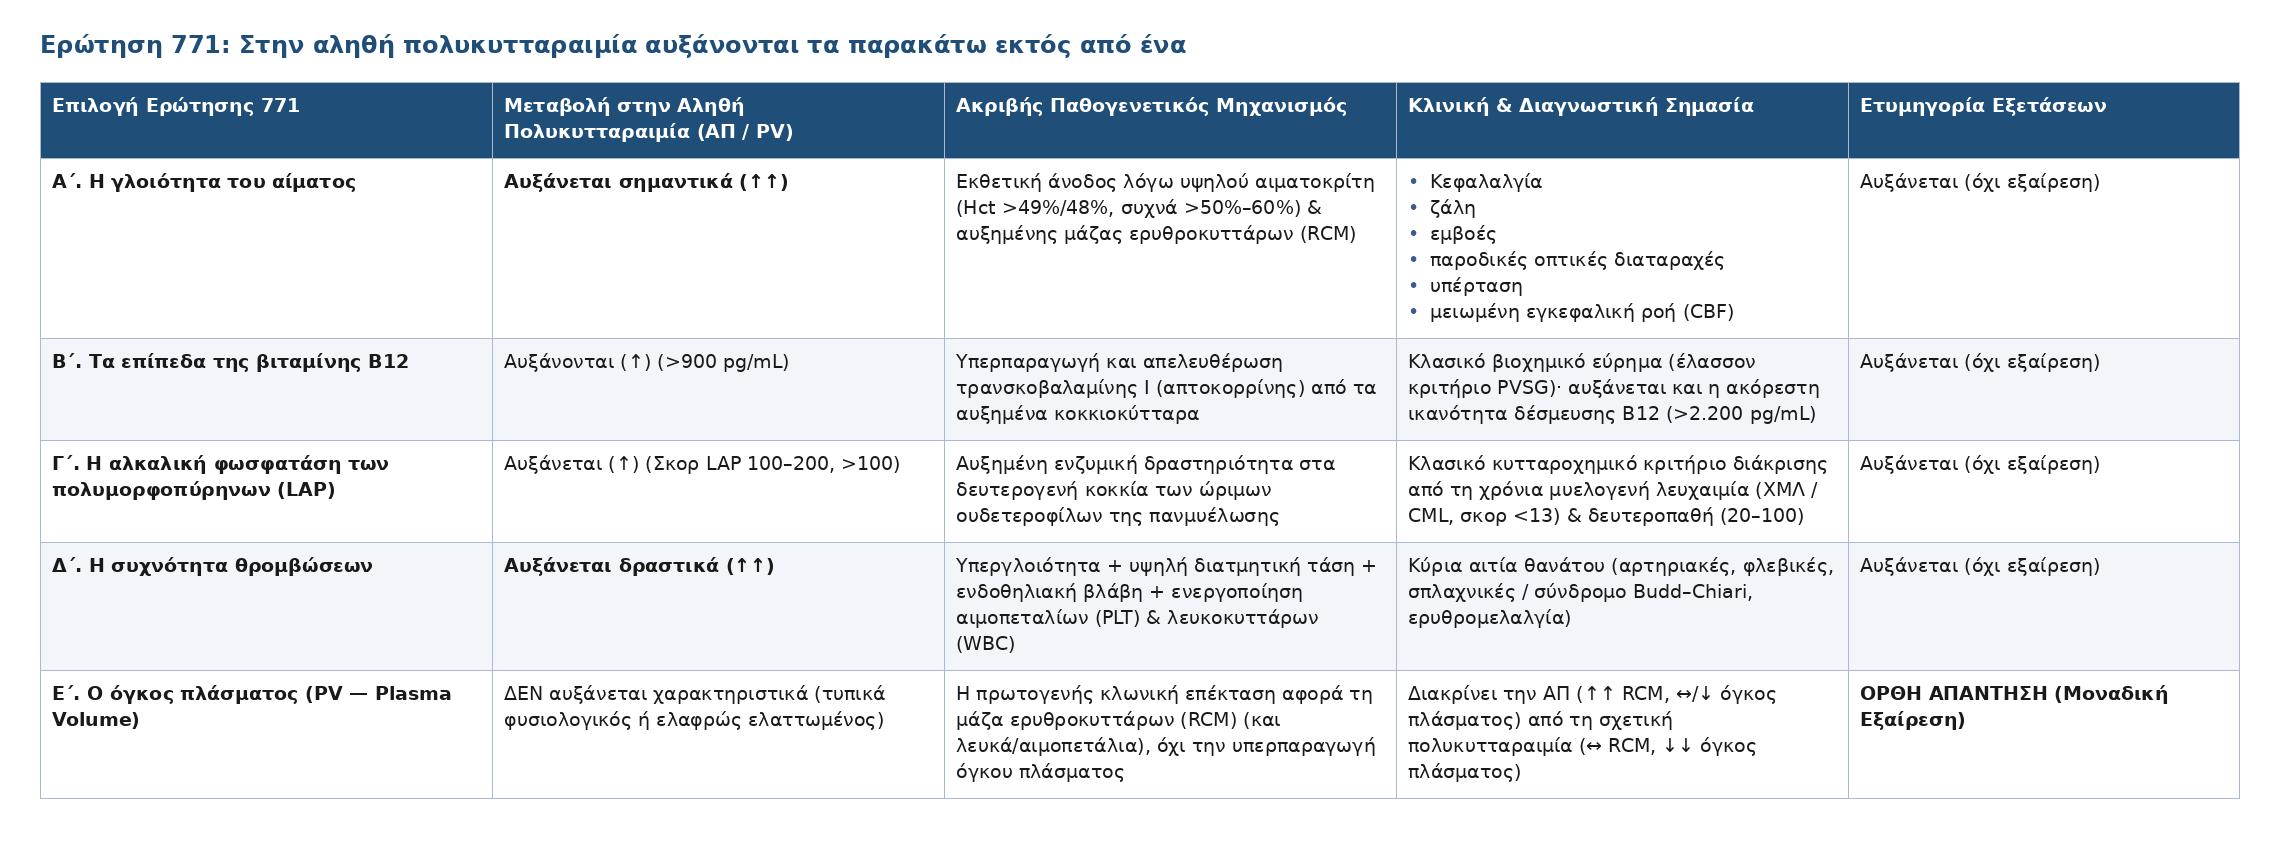 Ερώτηση 771: Στην αληθή πολυκυτταραιμία αυξάνονται τα παρακάτω εκτός από ένα
Επιλογή Ερώτησης 771
Μεταβολή στην Αληθή
Πολυκυτταραιμία (ΑΠ / PV)
Ακριβής Παθογενετικός Μηχανισμός
Κλινική & Διαγνωστική Σημασία
Ετυμηγορία Εξετάσεων
Α΄. Η γλοιότητα του αίματος
Αυξάνεται σημαντικά (↑↑)
Εκθετική άνοδος λόγω υψηλού αιματοκρίτη
(Hct >49%/48%, συχνά >50%–60%) &
αυξημένης μάζας ερυθροκυττάρων (RCM)
• Κεφαλαλγία
• ζάλη
• εμβοές
• παροδικές οπτικές διαταραχές
• υπέρταση
• μειωμένη εγκεφαλική ροή (CBF)
Αυξάνεται (όχι εξαίρεση)
Β΄. Τα επίπεδα της βιταμίνης Β12
Αυξάνονται (↑) (>900 pg/mL)
Υπερπαραγωγή και απελευθέρωση
τρανσκοβαλαμίνης Ι (απτοκορρίνης) από τα
αυξημένα κοκκιοκύτταρα
Κλασικό βιοχημικό εύρημα (έλασσον
κριτήριο PVSG)· αυξάνεται και η ακόρεστη
ικανότητα δέσμευσης Β12 (>2.200 pg/mL)
Αυξάνεται (όχι εξαίρεση)
Γ΄. Η αλκαλική φωσφατάση των
πολυμορφοπύρηνων (LAP)
Αυξάνεται (↑) (Σκορ LAP 100–200, >100)
Αυξημένη ενζυμική δραστηριότητα στα
δευτερογενή κοκκία των ώριμων
ουδετεροφίλων της πανμυέλωσης
Κλασικό κυτταροχημικό κριτήριο διάκρισης
από τη χρόνια μυελογενή λευχαιμία (ΧΜΛ /
CML, σκορ <13) & δευτεροπαθή (20–100)
Αυξάνεται (όχι εξαίρεση)
Δ΄. Η συχνότητα θρομβώσεων
Αυξάνεται δραστικά (↑↑)
Υπεργλοιότητα + υψηλή διατμητική τάση +
ενδοθηλιακή βλάβη + ενεργοποίηση
αιμοπεταλίων (PLT) & λευκοκυττάρων
(WBC)
Κύρια αιτία θανάτου (αρτηριακές, φλεβικές,
σπλαχνικές / σύνδρομο Budd–Chiari,
ερυθρομελαλγία)
Αυξάνεται (όχι εξαίρεση)
Ε΄. Ο όγκος πλάσματος (PV — Plasma
Volume)
ΔΕΝ αυξάνεται χαρακτηριστικά (τυπικά
φυσιολογικός ή ελαφρώς ελαττωμένος)
Η πρωτογενής κλωνική επέκταση αφορά τη
μάζα ερυθροκυττάρων (RCM) (και
λευκά/αιμοπετάλια), όχι την υπερπαραγωγή
όγκου πλάσματος
Διακρίνει την ΑΠ (↑↑ RCM, ↔/↓ όγκος
πλάσματος) από τη σχετική
πολυκυτταραιμία (↔ RCM, ↓↓ όγκος
πλάσματος)
ΟΡΘΗ ΑΠΑΝΤΗΣΗ (Μοναδική
Εξαίρεση)